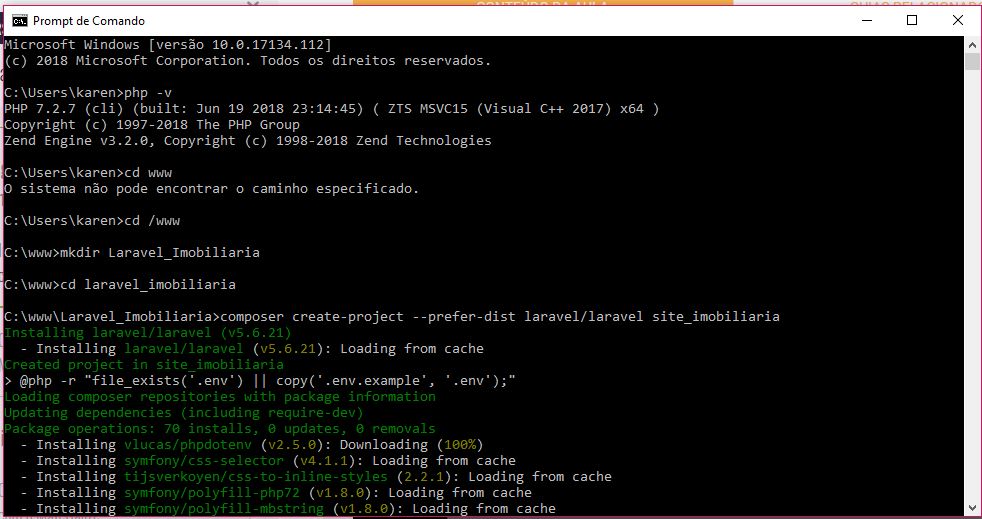 CONTEÚDO DA AULA
GUIAS RELACIONADA
Prompt de Comando
Microsoft Windows [versão 10.0.17134.112]
(c) 2018 Microsoft Corporation. Todos os direitos reservados.
C:\Users\karen>php -v
PHP 7.2.7 (cli) (built: Jun 19 2018 23:14:45) ( ZTS MSVC15 (Visual C++ 2017) x64 )
Copyright (c) 1997-2018 The PHP Group
Zend Engine v3.2.0, Copyright (c) 1998-2018 Zend Technologies
C:\Users\karen>cd www
O sistema não pode encontrar o caminho especificado.
C:\Users\karen>cd /www
C:\www>mkdir Laravel_Imobiliaria
C:\www>cd laravel_imobiliaria
C:\www\Laravel_Imobiliaria>composer create-project --prefer-dist laravel/laravel site_imobiliaria
Installing laravel/laravel (v5.6.21)
- Installing laravel/laravel (v5.6.21): Loading from cache
Created project in site_imobiliaria
> @php -r "file_exists('.env') || copy('.env.example', '.env');"
Loading composer repositories with package information
Updating dependencies (including require-dev)
Package operations: 70 installs, 0 updates, 0 removals
- Installing vlucas/phpdotenv (v2.5.0): Downloading (100%)
- Installing symfony/css-selector (v4.1.1): Loading from cache
- Installing tijsverkoyen/css-to-inline-styles (2.2.1): Loading from cache
- Installing symfony/polyfill-php72 (v1.8.0): Loading from cache
- Installing symfony/polyfill-mbstring (v1.8.0): Loading from cache